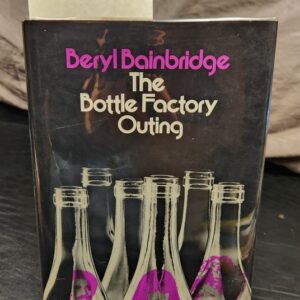 Beryl Bainbridge
The
Bottle Factory
Outing